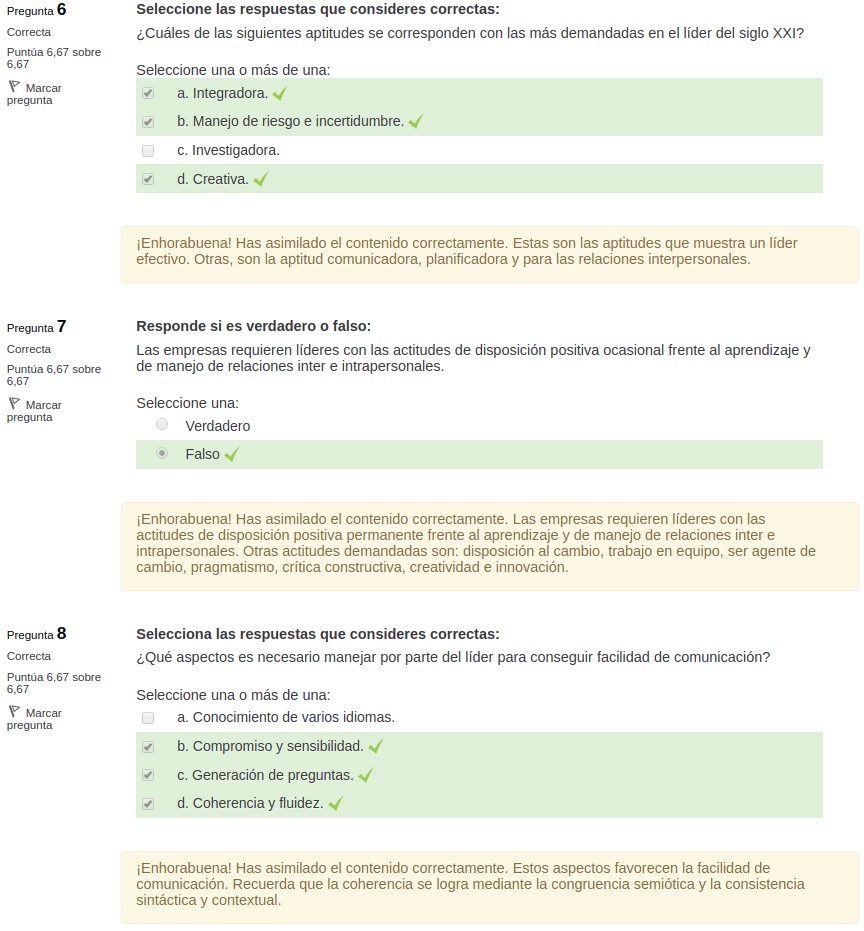 Pregunta 6
Correcta
Puntúa 6,67 sobre
6,67
Marcar
pregunta
Seleccione las respuestas que consideres correctas:
¿Cuáles de las siguientes aptitudes se corresponden con las más demandadas en el líder del siglo XXI?
Seleccione una o más de una:
a. Integradora.
b. Manejo de riesgo e incertidumbre.
c. Investigadora.
d. Creativa.
¡Enhorabuena! Has asimilado el contenido correctamente. Estas son las aptitudes que muestra un líder
efectivo. Otras, son la aptitud comunicadora, planificadora y para las relaciones interpersonales.
Pregunta 7
Correcta
Puntúa 6,67 sobre
6,67
Marcar
pregunta
Responde si es verdadero o falso:
Las empresas requieren líderes con las actitudes de disposición positiva ocasional frente al aprendizaje y
de manejo de relaciones inter e intrapersonales.
Seleccione una:
Verdadero
Falso
¡Enhorabuena! Has asimilado el contenido correctamente. Las empresas requieren líderes con las
actitudes de disposición positiva permanente frente al aprendizaje y de manejo de relaciones inter e
intrapersonales. Otras actitudes demandadas son: disposición al cambio, trabajo en equipo, ser agente de
cambio, pragmatismo, crítica constructiva, creatividad e innovación.
Pregunta 8
Correcta
Puntúa 6,67 sobre
6,67
Marcar
pregunta
Selecciona las respuestas que consideres correctas:
¿Qué aspectos es necesario manejar por parte del líder para conseguir facilidad de comunicación?
Seleccione una o más de una:
a. Conocimiento de varios idiomas.
b. Compromiso y sensibilidad.
c. Generación de preguntas.
d. Coherencia y fluidez.
¡Enhorabuena! Has asimilado el contenido correctamente. Estos aspectos favorecen la facilidad de
comunicación. Recuerda que la coherencia se logra mediante la congruencia semiótica y la consistencia
sintáctica y contextual.